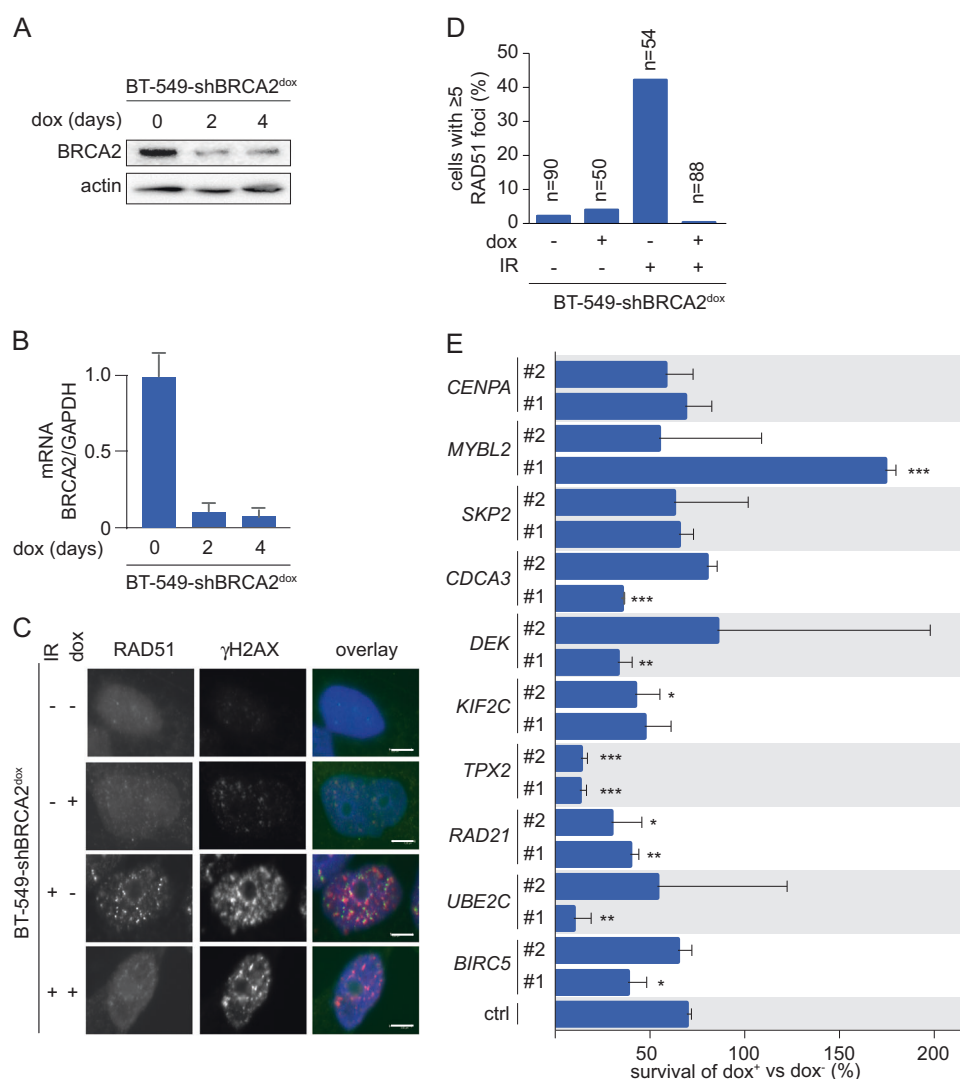 A
BT-549-shBRCA2dox
dox (days) 0 2 4
BRCA2
actin
B
mRNA
BRCA2/GAPDH
1.0
0.5
0
dox (days) 0 2 4
BT-549-shBRCA2dox
C
IR dox RAD51 γH2AX overlay
- -
- +
+ -
+ +
BT-549-shBRCA2dox
D
cells with ≥5
RAD51 foci (%)
50
40
30
20
10
0
n=90 n=50 n=54 n=88
dox - + - +
IR - - + +
BT-549-shBRCA2dox
E
CENPA #2
#1
MYBL2 #2
#1 ***
SKP2 #2
#1
CDCA3 #2
#1 ***
DEK #2
#1 **
KIF2C #2 *
#1
TPX2 #2 ***
#1 ***
RAD21 #2 *
#1 **
UBE2C #2
#1 **
BIRC5 #2
#1 *
ctrl
50 100 150 200
survival of dox+ vs dox- (%)